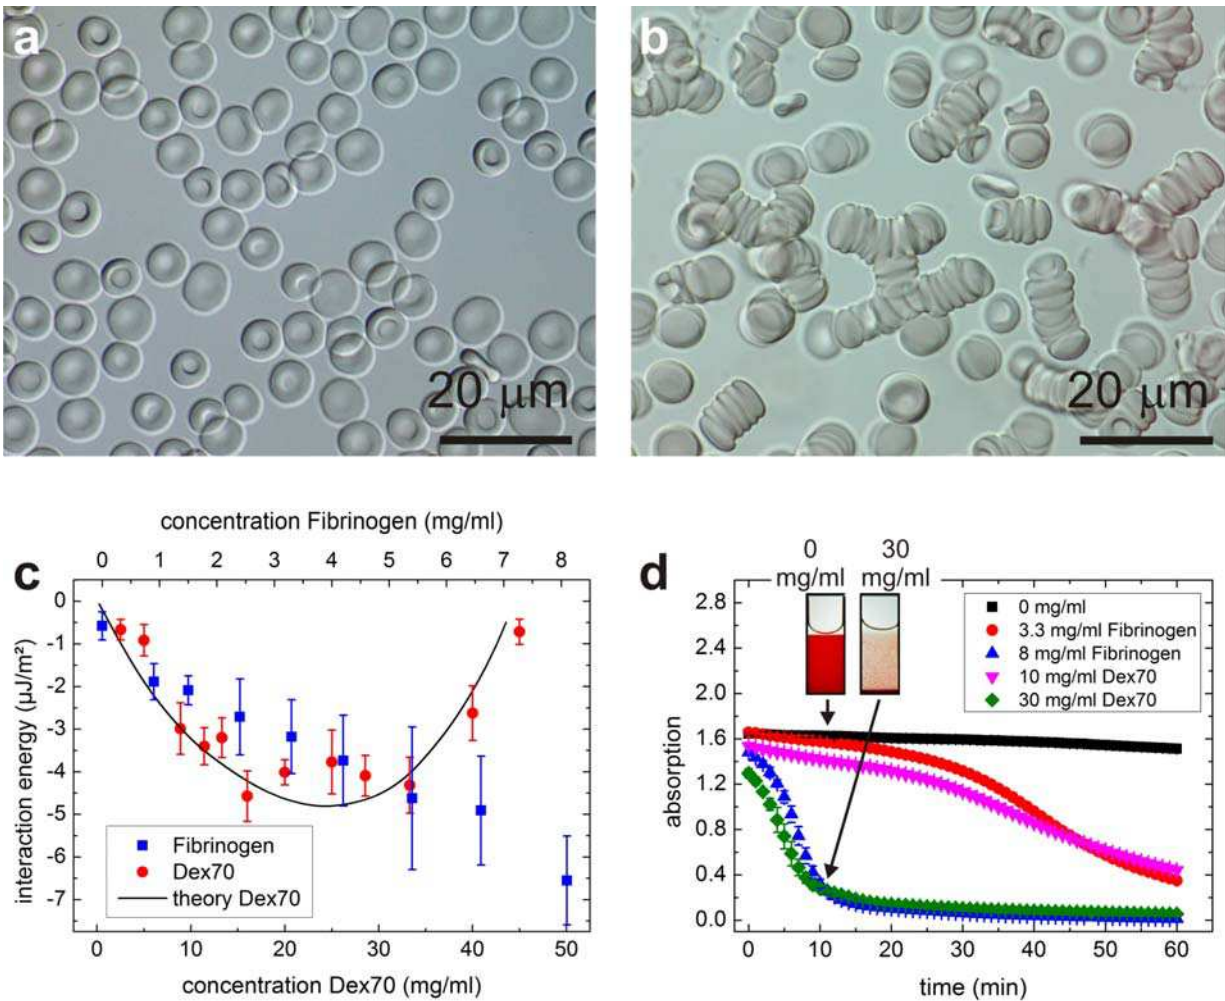 a
20 μm
b
20 μm
c
concentration Fibrinogen (mg/ml)
0 1 2 3 4 5 6 7 8
interaction energy (μJ/m²)
0
-1
-2
-3
-4
-5
-6
-7
Fibrinogen
Dex70
theory Dex70
0 10 20 30 40 50
concentration Dex70 (mg/ml)
d
0 30
mg/ml mg/ml
absorption
2.8
2.4
2.0
1.6
1.2
0.8
0.4
0.0
0 mg/ml
3.3 mg/ml Fibrinogen
8 mg/ml Fibrinogen
10 mg/ml Dex70
30 mg/ml Dex70
0 10 20 30 40 50 60
time (min)